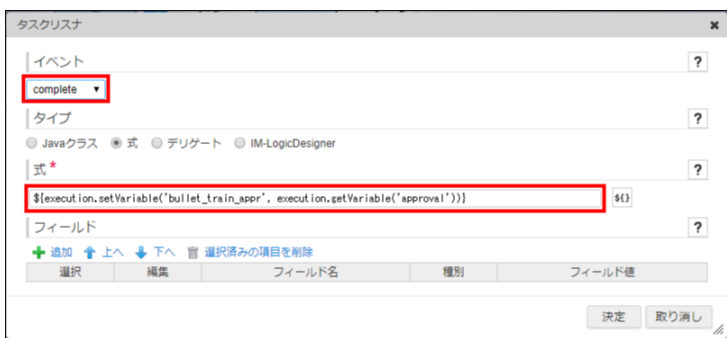 タスクリスナ ✖
イベント ?
complete ▼
タイプ ?
Javaクラス 式 デリゲート IM-LogicDesigner
式* ?
${execution.setVariable('bullet_train_appr', execution.getVariable('approval'))} ${}
フィールド ?
追加 上へ 下へ 選択済みの項目を削除
選択 編集 フィールド名 種別 フィールド値
決定 取り消し